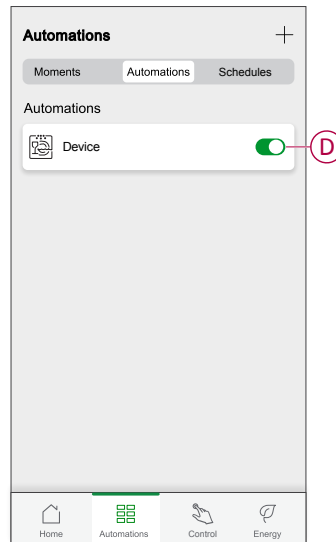 Automations
Moments Automations Schedules
Automations
Device
D
Home Automations Control Energy